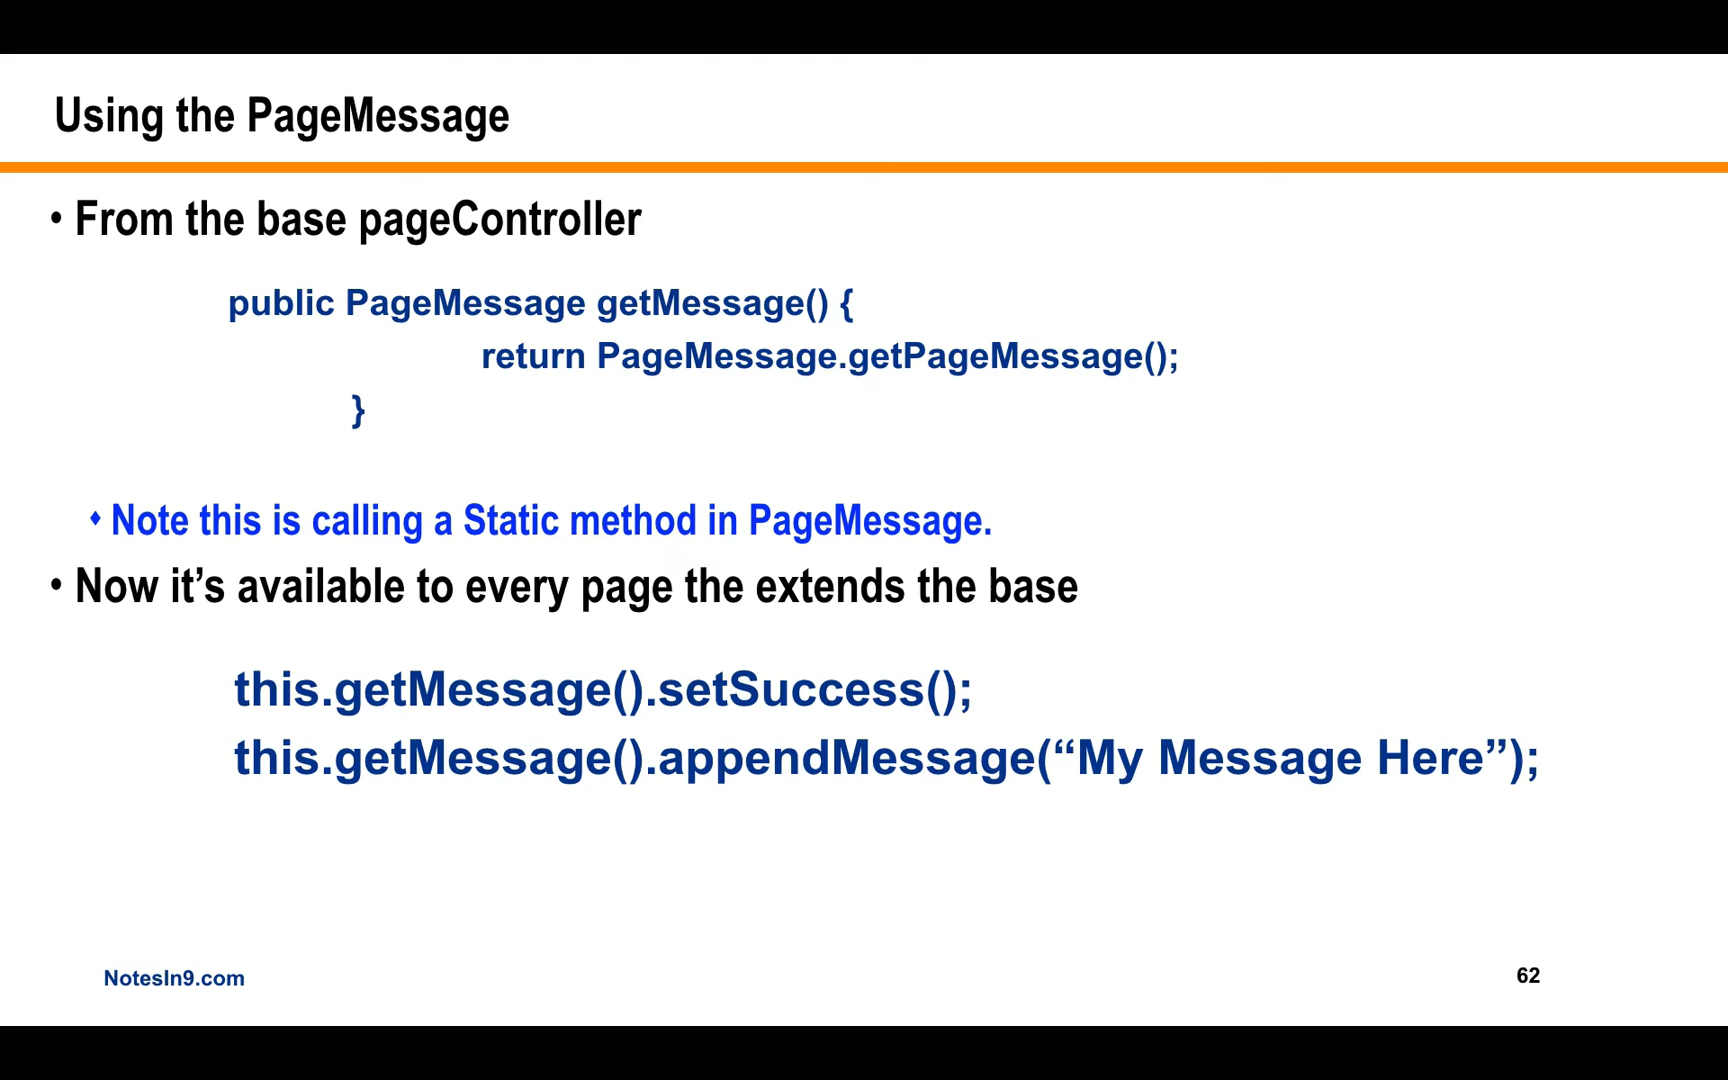 Using the PageMessage
• From the base pageController
public PageMessage getMessage() {
return PageMessage.getPageMessage();
}
♦ Note this is calling a Static method in PageMessage.
• Now it’s available to every page the extends the base
this.getMessage().setSuccess();
this.getMessage().appendMessage(“My Message Here”);
NotesIn9.com
62